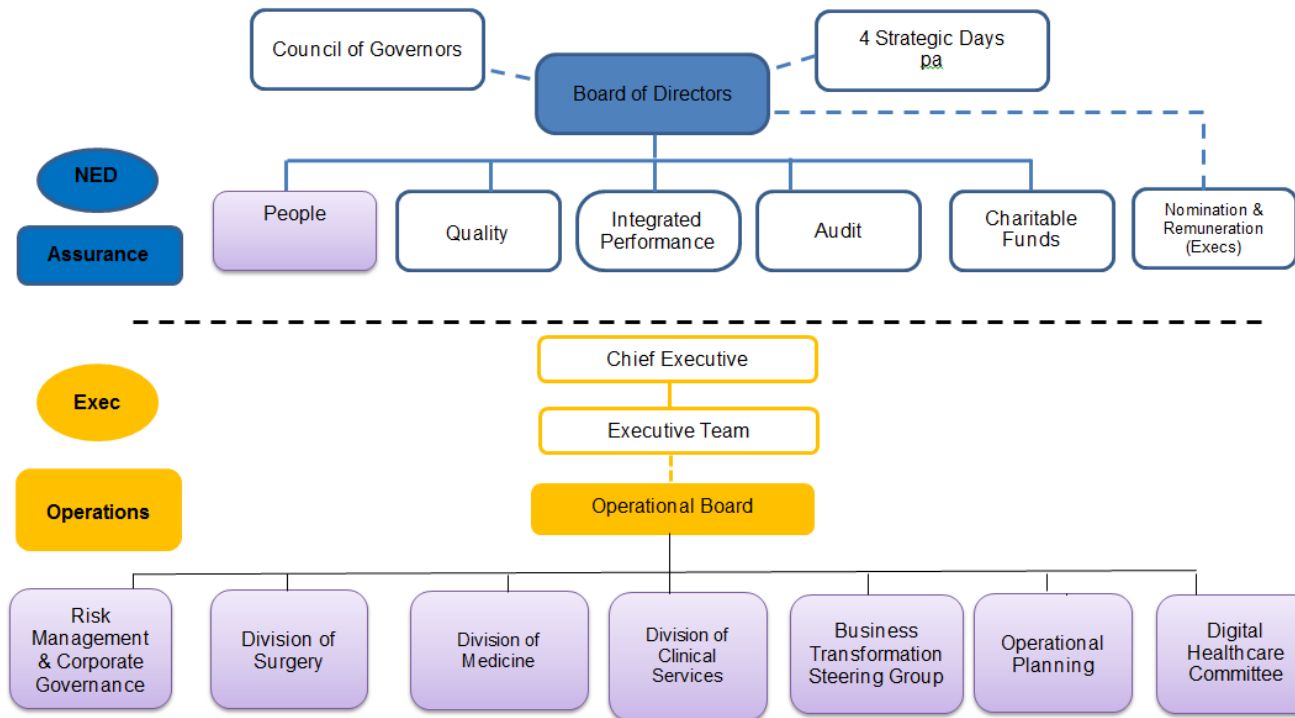 Council of Governors
4 Strategic Days
pa
Board of Directors
NED
Assurance
People
Quality
Integrated
Performance
Audit
Charitable
Funds
Nomination &
Remuneration
(Execs)
Chief Executive
Exec
Executive Team
Operations
Operational Board
Risk
Management
& Corporate
Governance
Division of
Surgery
Division of
Medicine
Division of
Clinical
Services
Business
Transformation
Steering Group
Operational
Planning
Digital
Healthcare
Committee